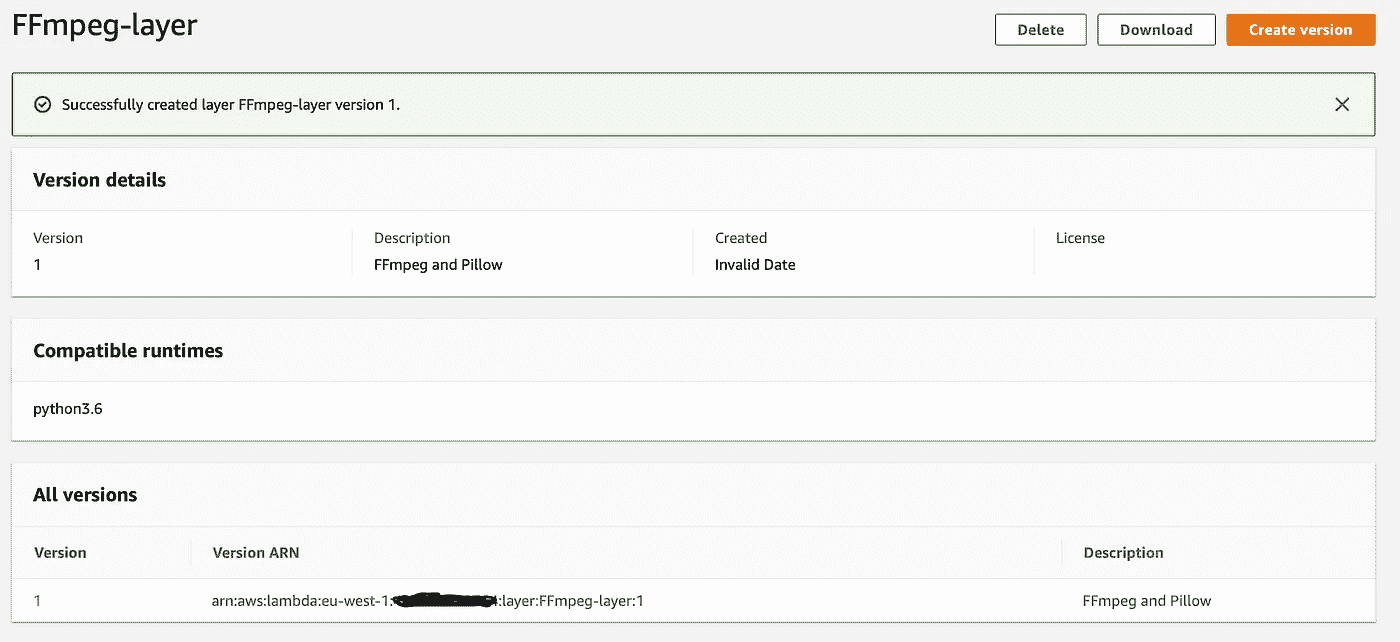 FFmpeg-layer
Delete
Download
Create version
Successfully created layer FFmpeg-layer version 1.
Version details
Version
Description
Created
License
1
FFmpeg and Pillow
Invalid Date
Compatible runtimes
python3.6
All versions
Version
Version ARN
Description
1
arn:aws:lambda:eu-west-1: :layer:FFmpeg-layer:1
FFmpeg and Pillow